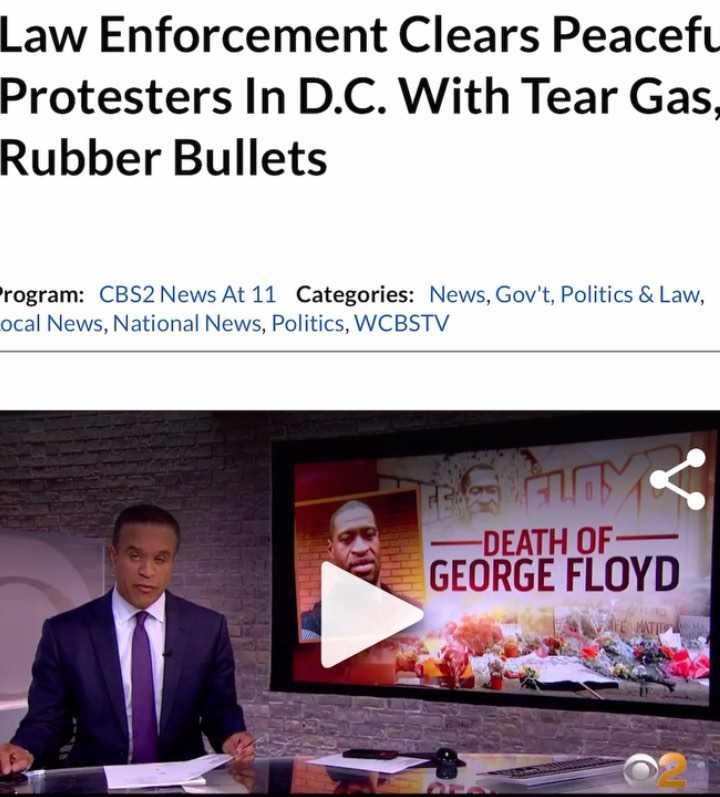 Law Enforcement Clears Peacefu
Protesters In D.C. With Tear Gas,
Rubber Bullets
Program: CBS2 News At 11 Categories: News, Gov't, Politics & Law,
ocal News, National News, Politics, WCBSTV
FLOYD
DEATH OF
GEORGE FLOYD
2